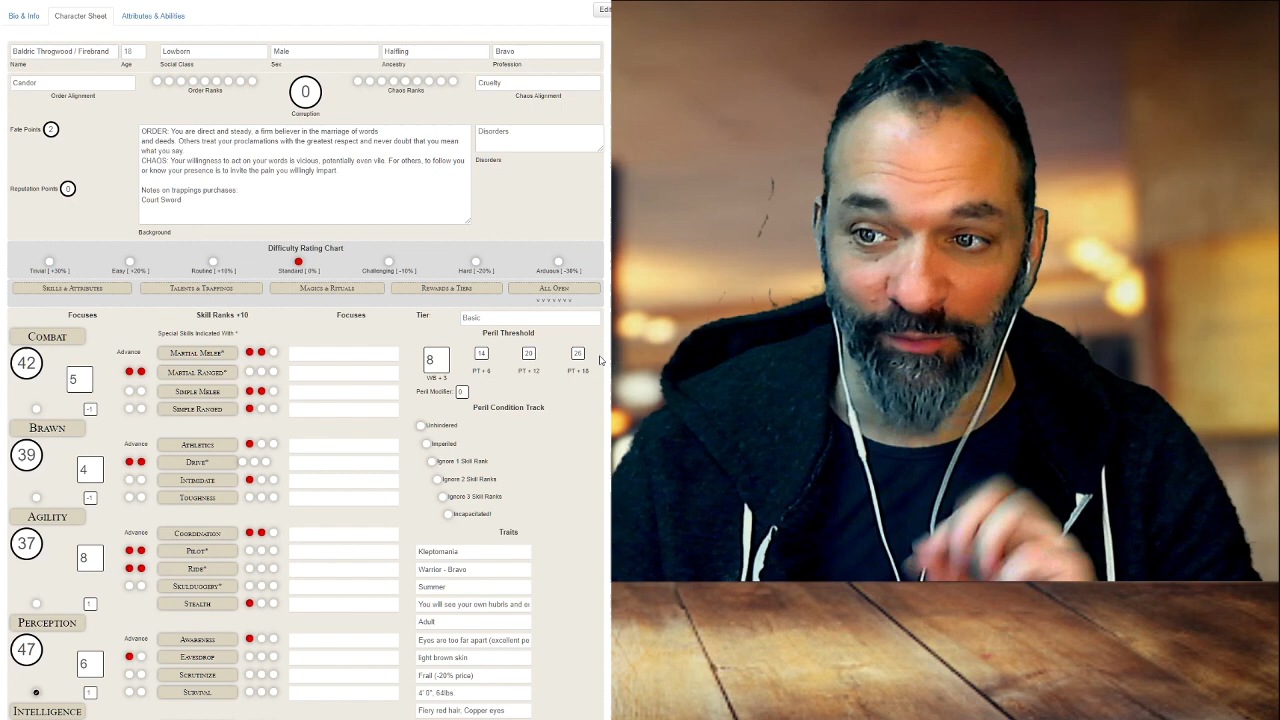 Bio & Info
Character Sheet
Attributes & Abilities
Edit
Baldric Throgwood / Firebrand
18
Lowborn
Male
Halfling
Bravo
Name
Age
Social Class
Sex
Ancestry
Profession
Candor
Order Alignment
Order Ranks
0
Corruption
Chaos Ranks
Cruelty
Chaos Alignment
Fate Points
2
ORDER: You are direct and steady, a firm believer in the marriage of words
and deeds. Others treat your proclamations with the greatest respect and never doubt that you mean
what you say.
CHAOS: Your willingness to act on your words is vicious, potentially even vile. For others, to follow you
or know your presence is to invite the pain you willingly impart
Notes on trappings purchases:
Court Sword
Disorders
Disorders
Reputation Points
0
Background
Difficulty Rating Chart
Trivial [ +30% ]
Easy [ +20% ]
Routine [ +10% ]
Standard [ 0% ]
Challenging [ -10% ]
Hard [ -20% ]
Arduous [ -30% ]
SKILLS & ATTRIBUTES
TALENTS & TRAPPINGS
MAGICS & RITUALS
REWARDS & TIERS
ALL OPEN
v v v v v v v
Focuses
Skill Ranks +10
Focuses
Tier:
Basic
COMBAT
Special Skills Indicated With *
42
5
-1
Advance
MARTIAL MELEE*
MARTIAL RANGED*
SIMPLE MELEE
SIMPLE RANGED
Peril Threshold
8
WB + 3
14
PT + 6
20
PT + 12
26
PT + 18
Peril Modifier:
0
Peril Condition Track
Unhindered
Imperiled
Ignore 1 Skill Rank
Ignore 2 Skill Ranks
Ignore 3 Skill Ranks
Incapacitated!
BRAWN
39
4
-1
Advance
ATHLETICS
DRIVE*
INTIMIDATE
TOUGHNESS
AGILITY
37
8
1
Advance
COORDINATION
PILOT*
RIDE*
SKULDUGGERY*
STEALTH
Traits
Kleptomania
Warrior - Bravo
Summer
You will see your own hubris and
Adult
Eyes are too far apart (excellent pe
light brown skin
Frail (-20% price)
4' 0", 64lbs.
Fiery red hair, Copper eyes
PERCEPTION
47
6
1
Advance
AWARENESS
EAVESDROP
SCRUTINIZE
SURVIVAL
INTELLIGENCE